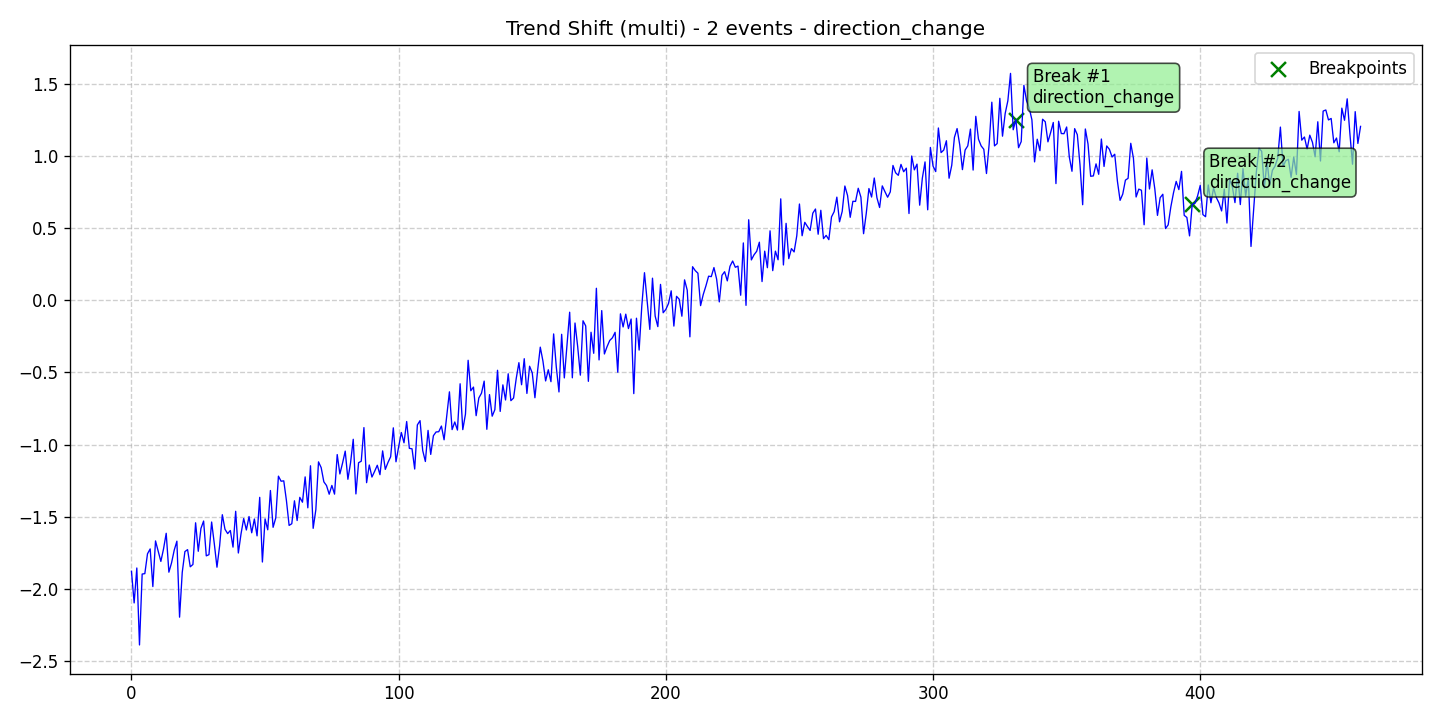 Trend Shift (multi) - 2 events - direction_change
Breakpoints
Break #1
direction_change
Break #2
direction_change
1.5
1.0
0.5
0.0
−0.5
−1.0
−1.5
−2.0
−2.5
0
100
200
300
400